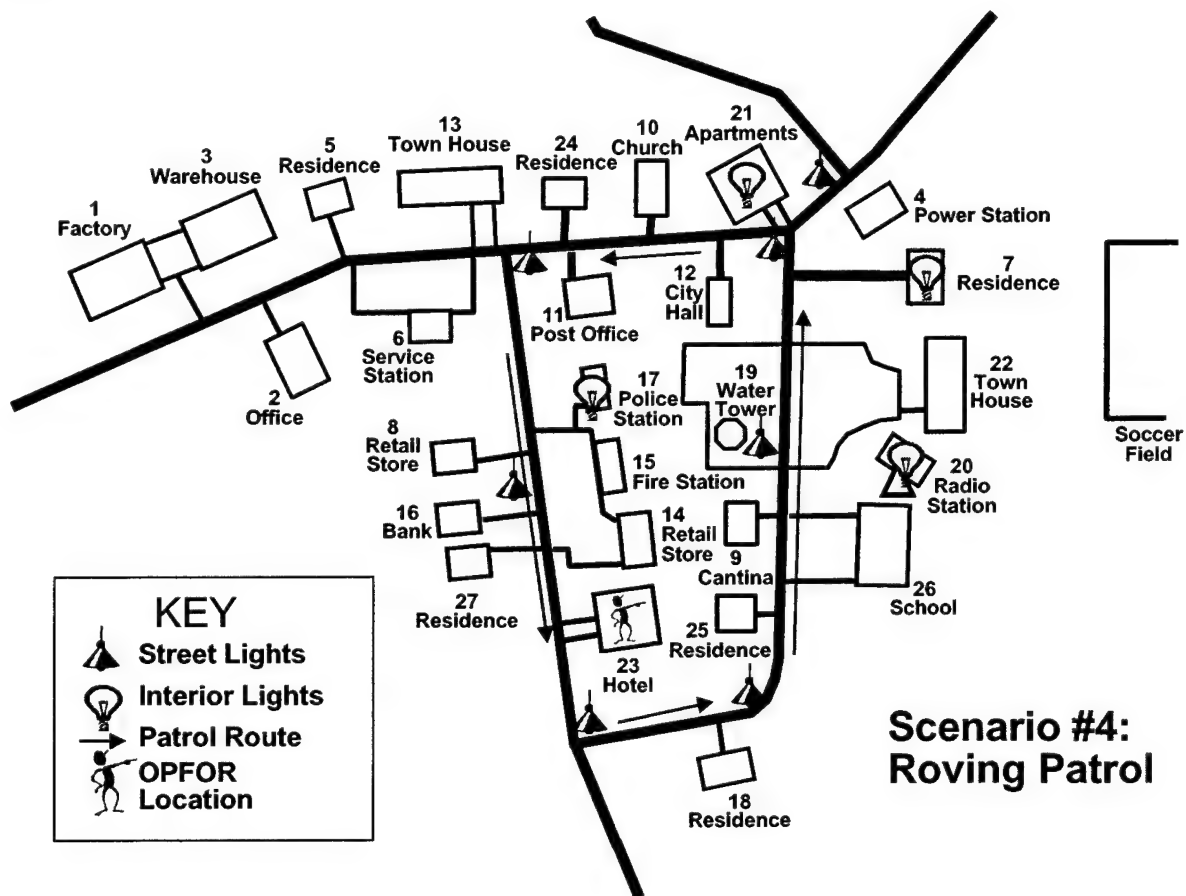 21
Apartments
10
Church
24
Residence
13
Town House
5
Residence
3
Warehouse
1
Factory
4
Power Station
7
Residence
12
City
Hall
11
Post Office
6
Service
Station
2
Office
22
Town
House
19
Water
Tower
17
Police
Station
Soccer
Field
8
Retail
Store
15
Fire Station
20
Radio
Station
16
Bank
14
Retail
Store
9
Cantina
26
School
27
Residence
25
Residence
23
Hotel
18
Residence
KEY
Street Lights
Interior Lights
Patrol Route
OPFOR
Location
Scenario #4:
Roving Patrol